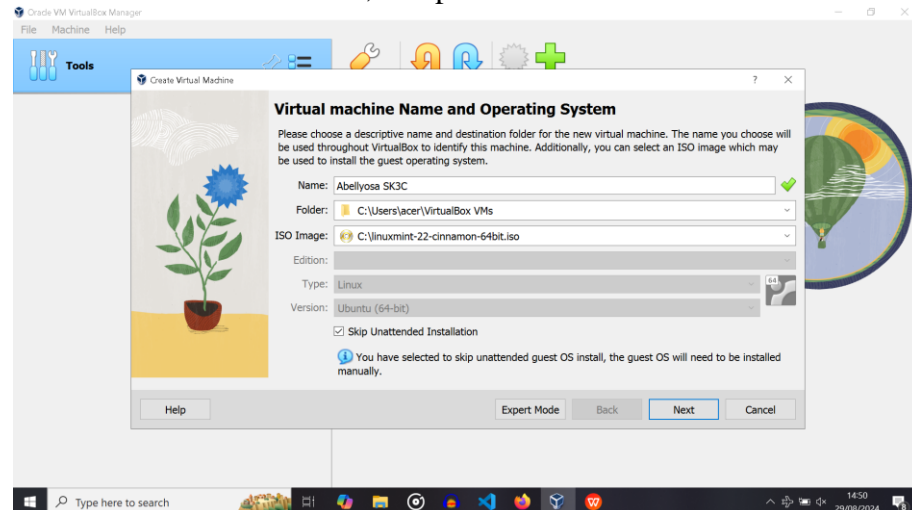 Oracle VM VirtualBox Manager
File Machine Help
Tools
Create Virtual Machine
? ×
Virtual machine Name and Operating System
Please choose a descriptive name and destination folder for the new virtual machine. The name you choose will
be used throughout VirtualBox to identify this machine. Additionally, you can select an ISO image which may
be used to install the guest operating system.
Name: Abellyosa SK3C
Folder: C:\Users\acer\VirtualBox VMs
ISO Image: C:\linuxmint-22-cinnamon-64bit.iso
Edition:
Type: Linux
64
Version: Ubuntu (64-bit)
Skip Unattended Installation
You have selected to skip unattended guest OS install, the guest OS will need to be installed
manually.
Help Expert Mode Back Next Cancel
Type here to search
14:50
29/08/2024